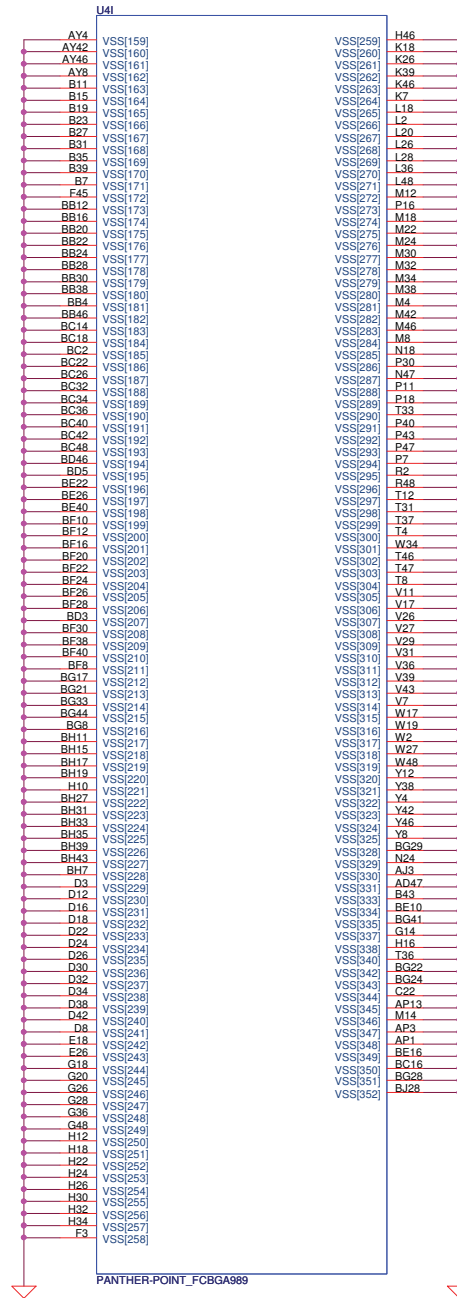 U4I
AY4 VSS[159]
AY42 VSS[160]
AY46 VSS[161]
AY8 VSS[162]
B11 VSS[163]
B15 VSS[164]
B19 VSS[165]
B23 VSS[166]
B27 VSS[167]
B31 VSS[168]
B35 VSS[169]
B39 VSS[170]
B7 VSS[171]
F45 VSS[172]
BB12 VSS[173]
BB16 VSS[174]
BB20 VSS[175]
BB22 VSS[176]
BB24 VSS[177]
BB28 VSS[178]
BB30 VSS[179]
BB38 VSS[180]
BB4 VSS[181]
BB46 VSS[182]
BC14 VSS[183]
BC18 VSS[184]
BC2 VSS[185]
BC22 VSS[186]
BC26 VSS[187]
BC32 VSS[188]
BC34 VSS[189]
BC36 VSS[190]
BC40 VSS[191]
BC42 VSS[192]
BC48 VSS[193]
BD46 VSS[194]
BD5 VSS[195]
BE22 VSS[196]
BE26 VSS[197]
BE40 VSS[198]
BF10 VSS[199]
BF12 VSS[200]
BF16 VSS[201]
BF20 VSS[202]
BF22 VSS[203]
BF24 VSS[204]
BF26 VSS[205]
BF28 VSS[206]
BD3 VSS[207]
BF30 VSS[208]
BF38 VSS[209]
BF40 VSS[210]
BF8 VSS[211]
BG17 VSS[212]
BG21 VSS[213]
BG33 VSS[214]
BG44 VSS[215]
BG8 VSS[216]
BH11 VSS[217]
BH15 VSS[218]
BH17 VSS[219]
BH19 VSS[220]
H10 VSS[221]
BH27 VSS[222]
BH31 VSS[223]
BH33 VSS[224]
BH35 VSS[225]
BH39 VSS[226]
BH43 VSS[227]
BH7 VSS[228]
D3 VSS[229]
D12 VSS[230]
D16 VSS[231]
D18 VSS[232]
D22 VSS[233]
D24 VSS[234]
D26 VSS[235]
D30 VSS[236]
D32 VSS[237]
D34 VSS[238]
D38 VSS[239]
D42 VSS[240]
D8 VSS[241]
E18 VSS[242]
E26 VSS[243]
G18 VSS[244]
G20 VSS[245]
G26 VSS[246]
G28 VSS[247]
G36 VSS[248]
G48 VSS[249]
H12 VSS[250]
H18 VSS[251]
H22 VSS[252]
H24 VSS[253]
H26 VSS[254]
H30 VSS[255]
H32 VSS[256]
H34 VSS[257]
F3 VSS[258]
VSS[259] H46
VSS[260] K18
VSS[261] K26
VSS[262] K39
VSS[263] K46
VSS[264] K7
VSS[265] L18
VSS[266] L2
VSS[267] L20
VSS[268] L26
VSS[269] L28
VSS[270] L36
VSS[271] L48
VSS[272] M12
VSS[273] P16
VSS[274] M18
VSS[275] M22
VSS[276] M24
VSS[277] M30
VSS[278] M32
VSS[279] M34
VSS[280] M38
VSS[281] M4
VSS[282] M42
VSS[283] M46
VSS[284] M8
VSS[285] N18
VSS[286] P30
VSS[287] N47
VSS[288] P11
VSS[289] P18
VSS[290] T33
VSS[291] P40
VSS[292] P43
VSS[293] P47
VSS[294] P7
VSS[295] R2
VSS[296] R48
VSS[297] T12
VSS[298] T31
VSS[299] T37
VSS[300] T4
VSS[301] W34
VSS[302] T46
VSS[303] T47
VSS[304] T8
VSS[305] V11
VSS[306] V17
VSS[307] V26
VSS[308] V27
VSS[309] V29
VSS[310] V31
VSS[311] V36
VSS[312] V39
VSS[313] V43
VSS[314] V7
VSS[315] W17
VSS[316] W19
VSS[317] W2
VSS[318] W27
VSS[319] W48
VSS[320] Y12
VSS[321] Y38
VSS[322] Y4
VSS[323] Y42
VSS[324] Y46
VSS[325] Y8
VSS[328] BG29
VSS[329] N24
VSS[330] AJ3
VSS[331] AD47
VSS[333] B43
VSS[334] BE10
VSS[335] BG41
VSS[337] G14
VSS[338] H16
VSS[340] T36
VSS[342] BG22
VSS[343] BG24
VSS[344] C22
VSS[345] AP13
VSS[346] M14
VSS[347] AP3
VSS[348] AP1
VSS[349] BE16
VSS[350] BC16
VSS[351] BG28
VSS[352] BJ28
PANTHER-POINT_FCBGA989